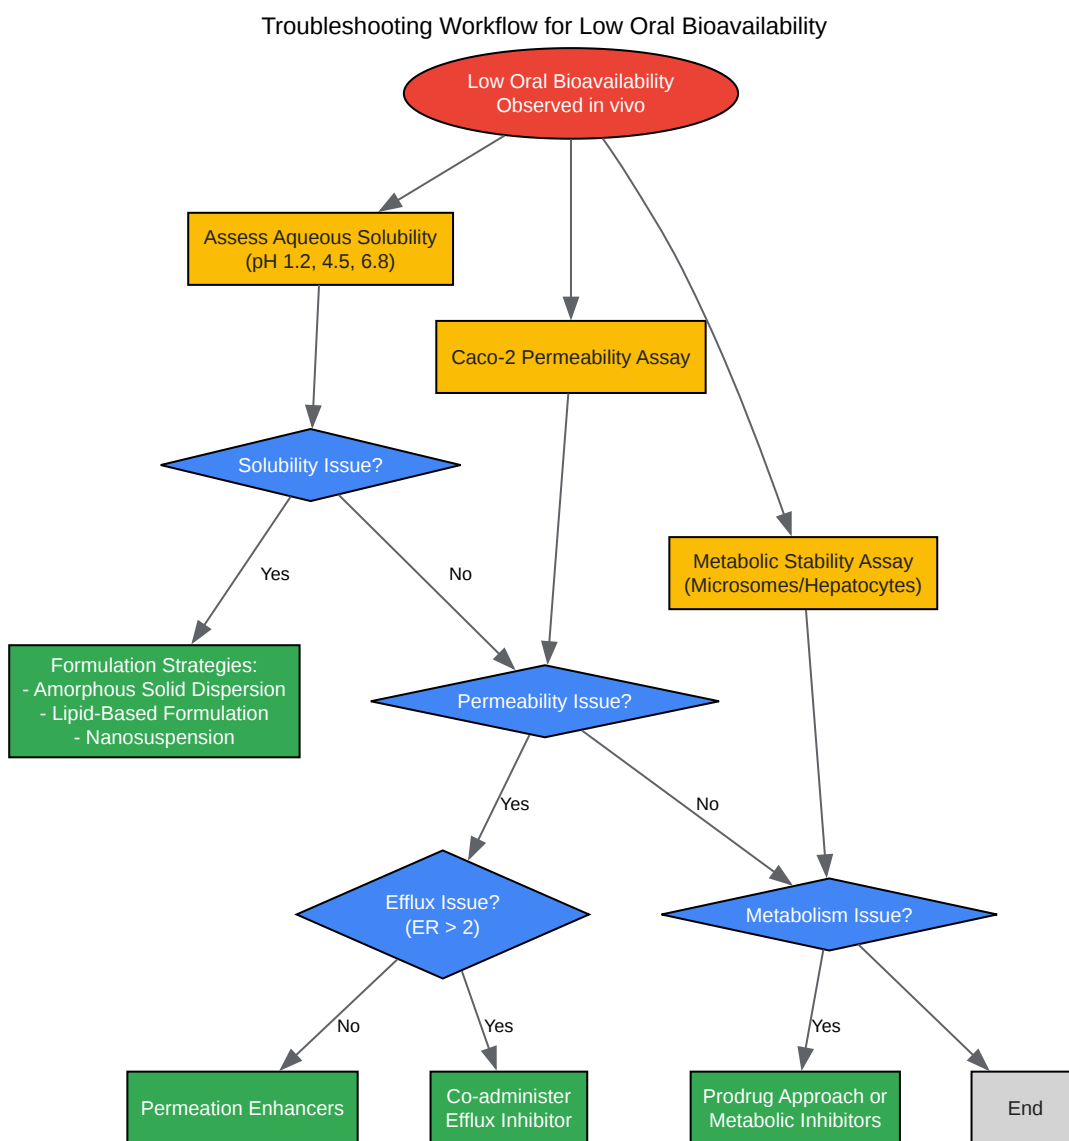 Troubleshooting Workflow for Low Oral Bioavailability
Low Oral Bioavailability
Observed in vivo
Assess Aqueous Solubility
(pH 1.2, 4.5, 6.8)
Caco-2 Permeability Assay
Solubility Issue?
Metabolic Stability Assay
(Microsomes/Hepatocytes)
Yes
No
Formulation Strategies:
- Amorphous Solid Dispersion
- Lipid-Based Formulation
- Nanosuspension
Permeability Issue?
Yes
No
Efflux Issue?
(ER > 2)
Metabolism Issue?
No
Yes
Yes
Permeation Enhancers
Co-administer
Efflux Inhibitor
Prodrug Approach or
Metabolic Inhibitors
End